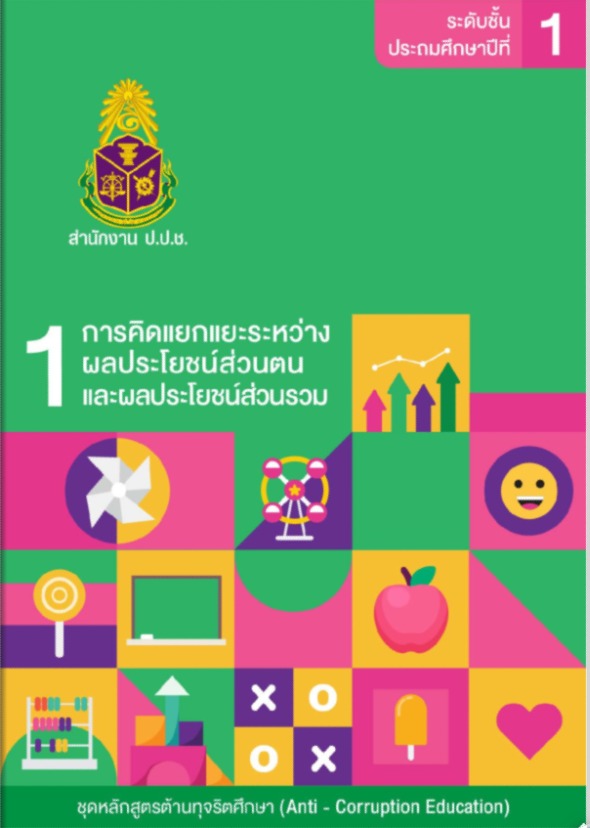 ระดับชั้น
ประถมศึกษาปีที่ 1
สำนักงาน ป.ป.ช.
1 การคิดแยกแยะระหว่าง
ผลประโยชน์ส่วนตน
และผลประโยชน์ส่วนรวม
X O
O X
ชุดหลักสูตรต้านทุจริตศึกษา (Anti - Corruption Education)